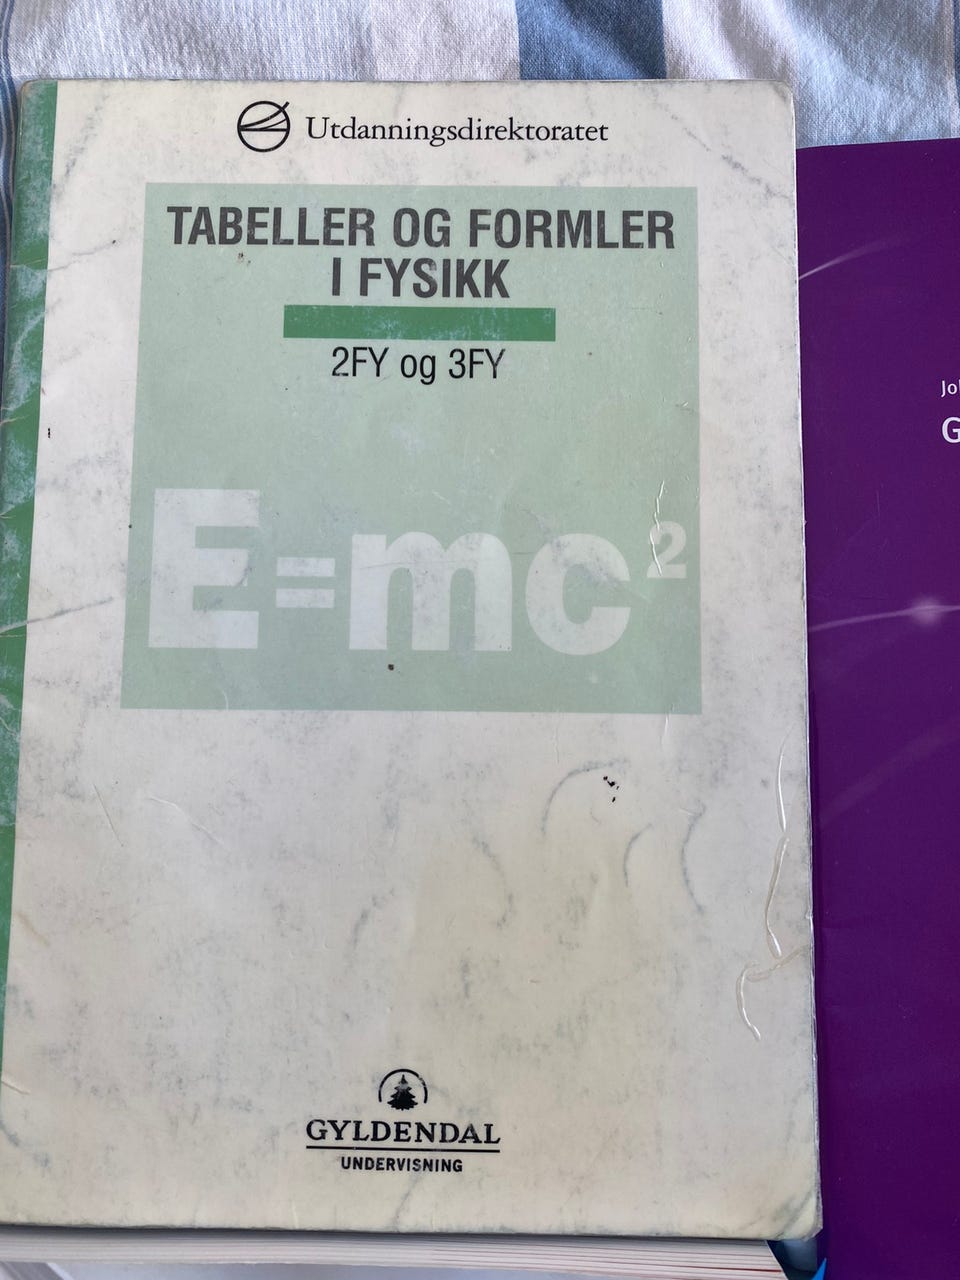 Utdanningsdirektoratet
TABELLER OG FORMLER
I FYSIKK
2FY og 3FY
E=mc²
GYLDENDAL
UNDERVISNING